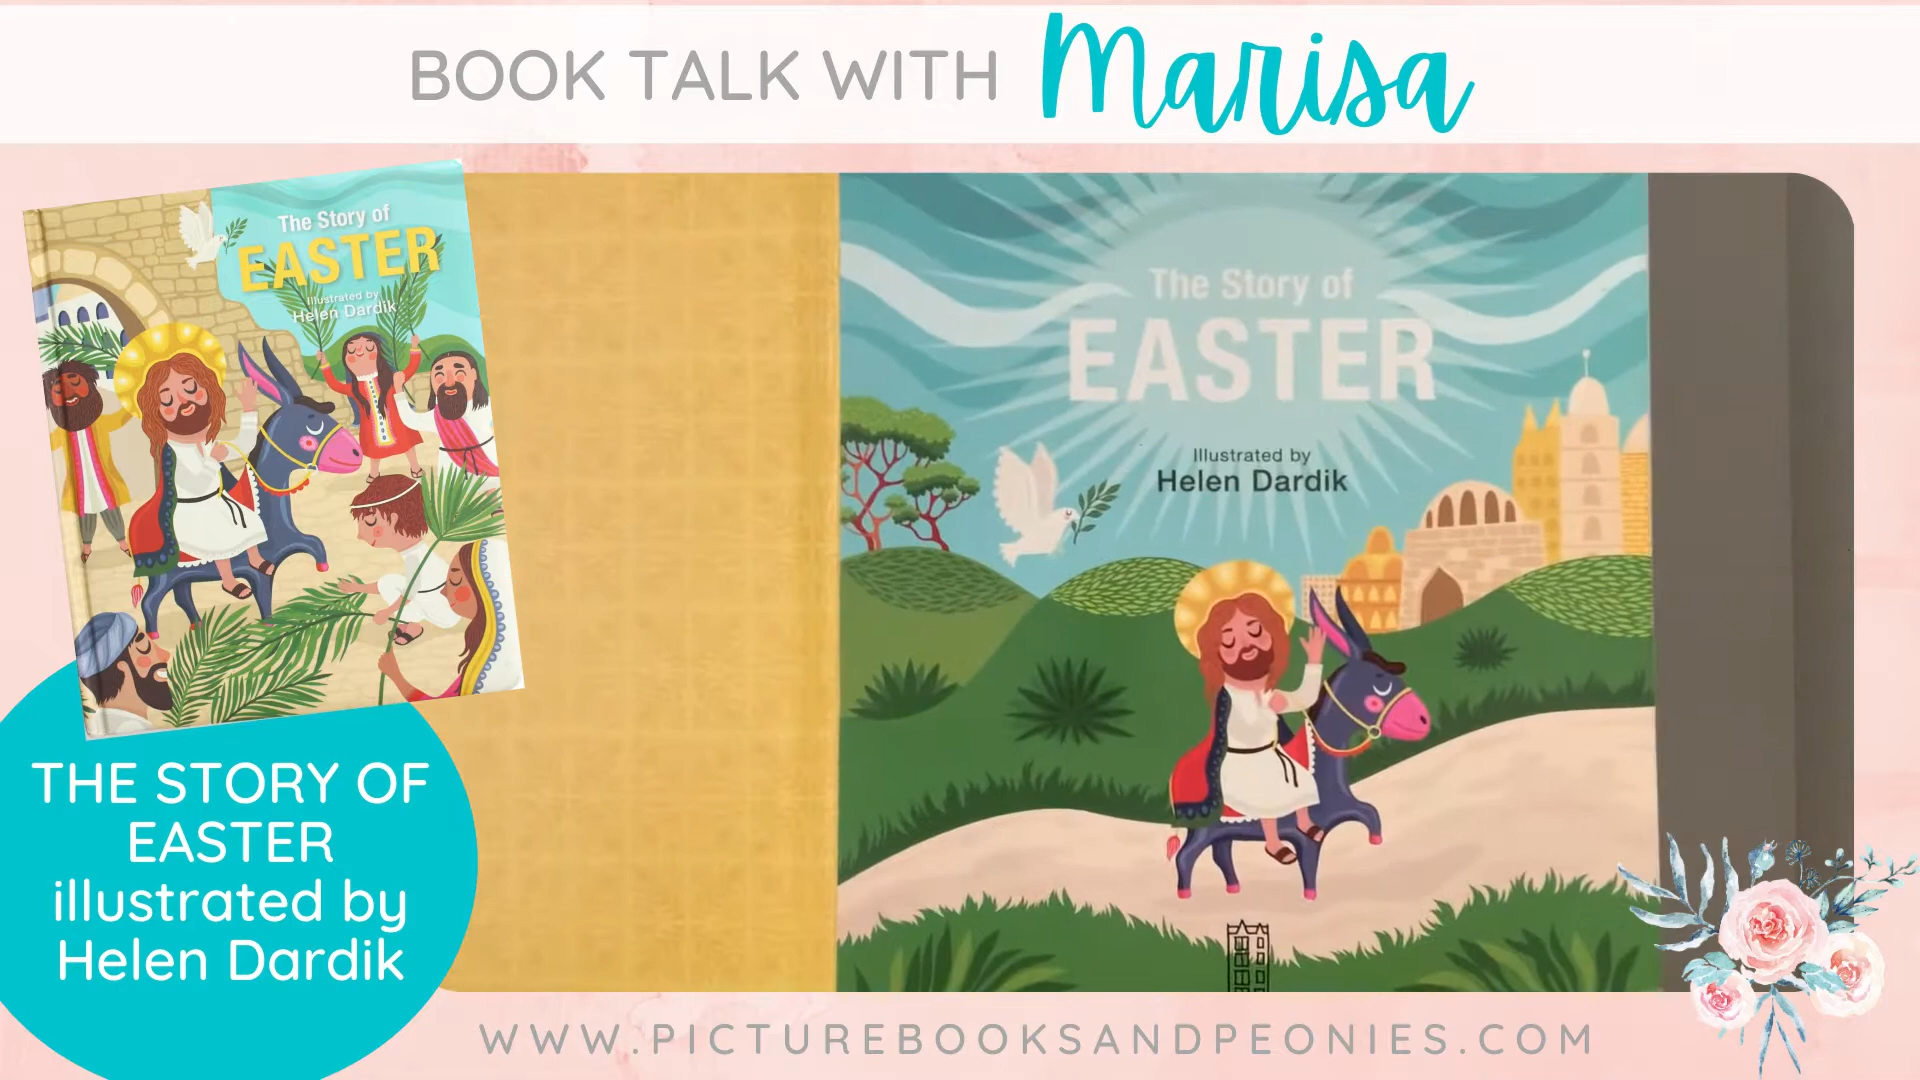 BOOK TALK WITH Marisa
The Story of
EASTER
Illustrated by
Helen Dardik
The Story of
EASTER
Illustrated by
Helen Dardik
THE STORY OF
EASTER
illustrated by
Helen Dardik
WWW.PICTUREBOOKSANDPEONIES.COM